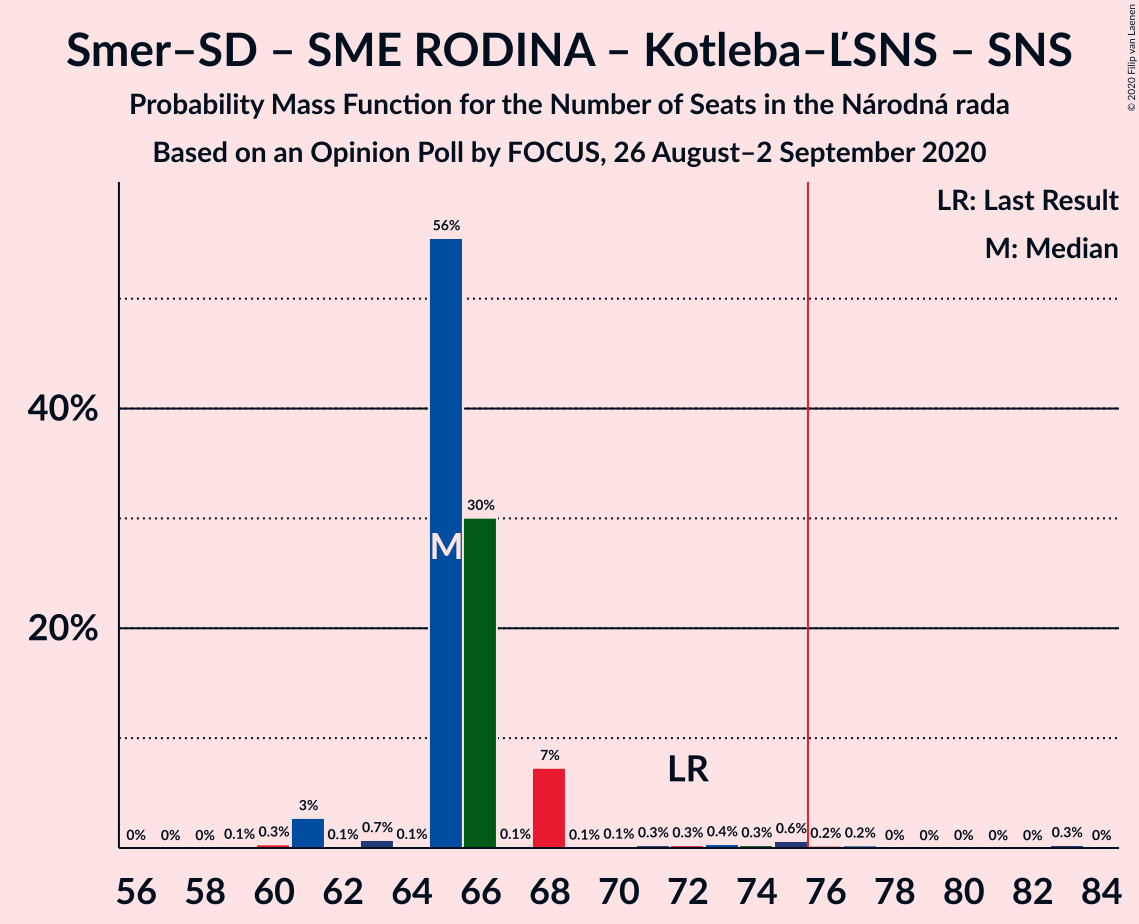 Smer–SD – SME RODINA – Kotleba–ĽSNS – SNS
Probability Mass Function for the Number of Seats in the Národná rada
Based on an Opinion Poll by FOCUS, 26 August–2 September 2020
© 2020 Filip van Laenen
LR: Last Result
M: Median
56%
40%
30%
M
20%
7%
LR
3%
0% 0% 0% 0.1% 0.3% 0.1% 0.7% 0.1% 0.1% 0.1% 0.1% 0.3% 0.3% 0.4% 0.3% 0.6% 0.2% 0.2% 0% 0% 0% 0% 0% 0.3% 0%
56 58 60 62 64 66 68 70 72 74 76 78 80 82 84